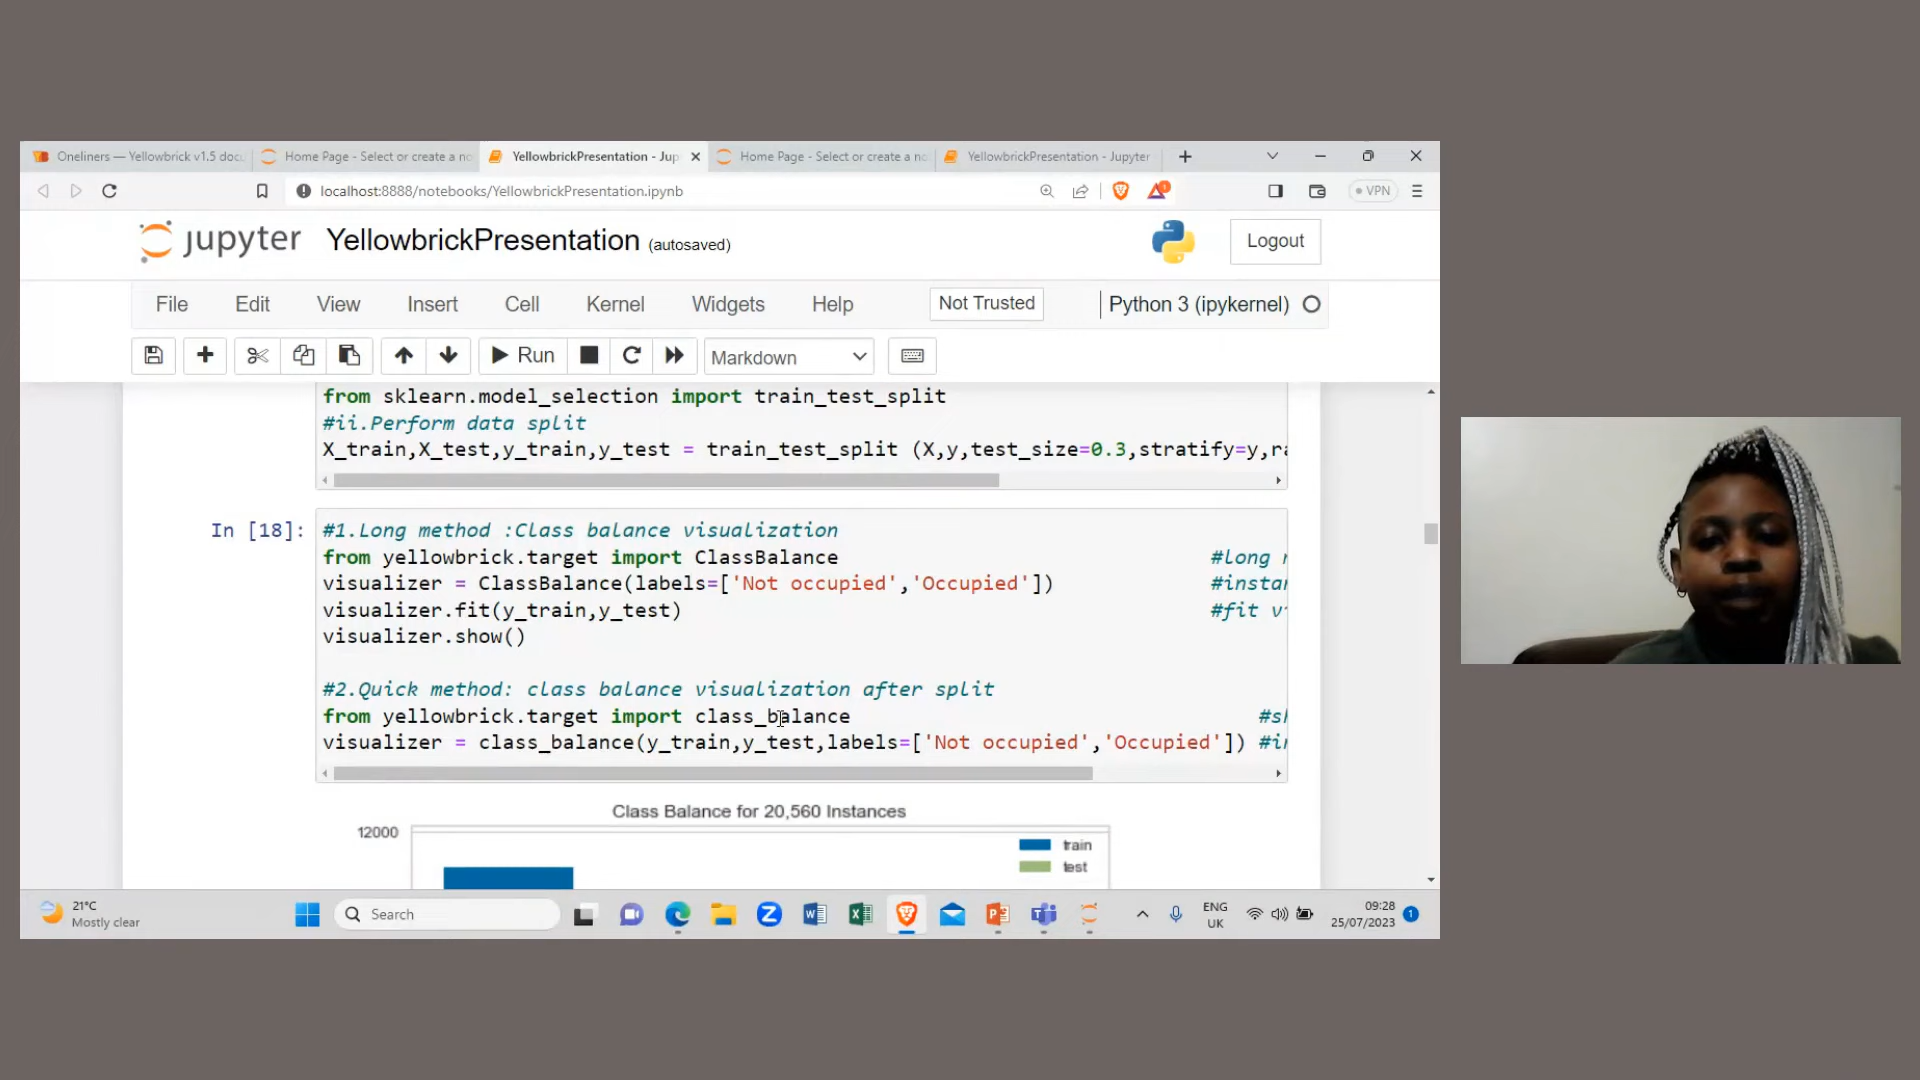 Oneliners — Yellowbrick v1.5 docu
Home Page - Select or create a no
YellowbrickPresentation - Jup
Home Page - Select or create a no
YellowbrickPresentation - Jupyter
localhost:8888/notebooks/YellowbrickPresentation.ipynb
VPN
jupyter YellowbrickPresentation (autosaved)
Logout
File Edit View Insert Cell Kernel Widgets Help
Not Trusted
Python 3 (ipykernel)
Run
Markdown
from sklearn.model_selection import train_test_split
#ii.Perform data split
X_train,X_test,y_train,y_test = train_test_split (X,y,test_size=0.3,stratify=y,ra
In [18]:
#1.Long method :Class balance visualization
from yellowbrick.target import ClassBalance #long
visualizer = ClassBalance(labels=['Not occupied','Occupied']) #instan
visualizer.fit(y_train,y_test) #fit v
visualizer.show()
#2.Quick method: class balance visualization after split
from yellowbrick.target import class_balance #sh
visualizer = class_balance(y_train,y_test,labels=['Not occupied','Occupied']) #in
Class Balance for 20,560 Instances
12000
train
test
21°C
Mostly clear
Search
ENG
UK
09:28
25/07/2023
1